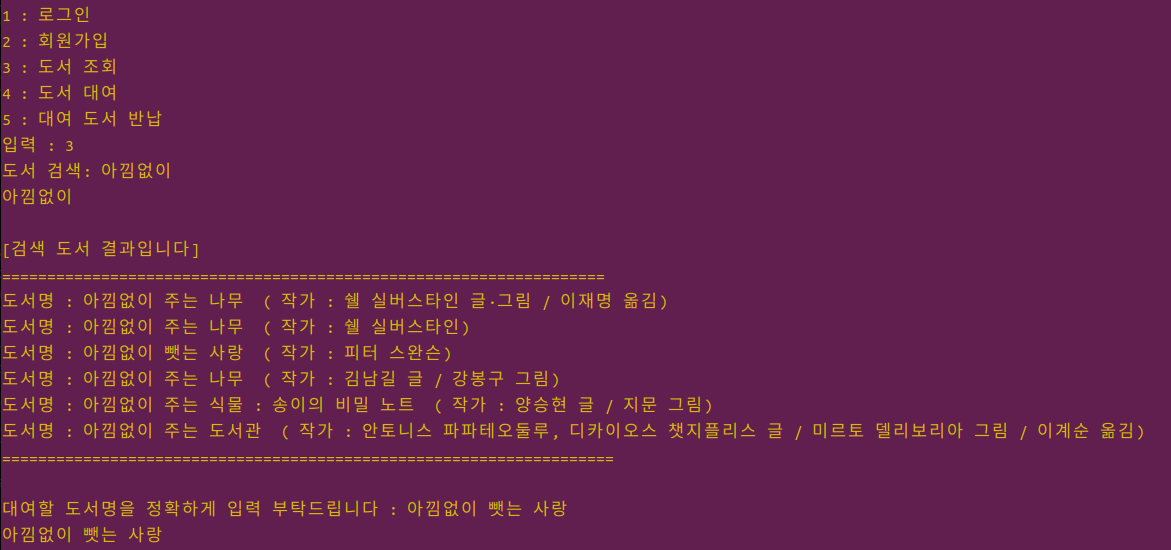 1 : 로그인
2 : 회원가입
3 : 도서 조회
4 : 도서 대여
5 : 대여 도서 반납
입력 : 3
도서 검색: 아낌없이
아낌없이
[검색 도서 결과입니다]
===================================================================
도서명 : 아낌없이 주는 나무  ( 작가 : 쉘 실버스타인 글·그림 / 이재명 옮김)
도서명 : 아낌없이 주는 나무  ( 작가 : 쉘 실버스타인)
도서명 : 아낌없이 뺏는 사랑  ( 작가 : 피터 스완슨)
도서명 : 아낌없이 주는 나무  ( 작가 : 김남길 글 / 강봉구 그림)
도서명 : 아낌없이 주는 식물 : 송이의 비밀 노트  ( 작가 : 양승현 글 / 지문 그림)
도서명 : 아낌없이 주는 도서관  ( 작가 : 안토니스 파파테오둘루, 디카이오스 챗지플리스 글 / 미르토 델리보리아 그림 / 이계순 옮김)
====================================================================
대여할 도서명을 정확하게 입력 부탁드립니다 : 아낌없이 뺏는 사랑
아낌없이 뺏는 사랑